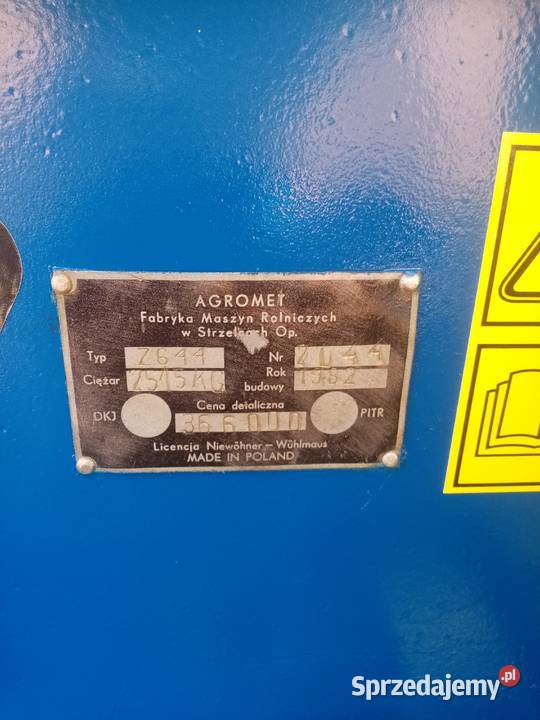 AGROMET
Fabryka Maszyn Rolniczych
w Strzelcach Op.
Typ Z644 Nr 2044
Ciężar 2515KG Rok budowy 1982
Cena detaliczna
DKJ 366000 PITR
Licencja Niewöhner – Wühlmaus
MADE IN POLAND
Sprzedajemy.pl